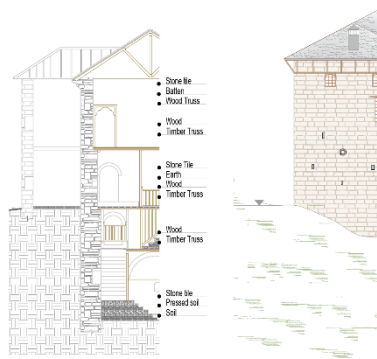 Stone tile
Batten
Wood Truss
Wood
Timber Truss
Stone Tile
Earth
Wood
Timbor Truss
Wood
Timber Truss
Stone tile
Pressed soil
Soil